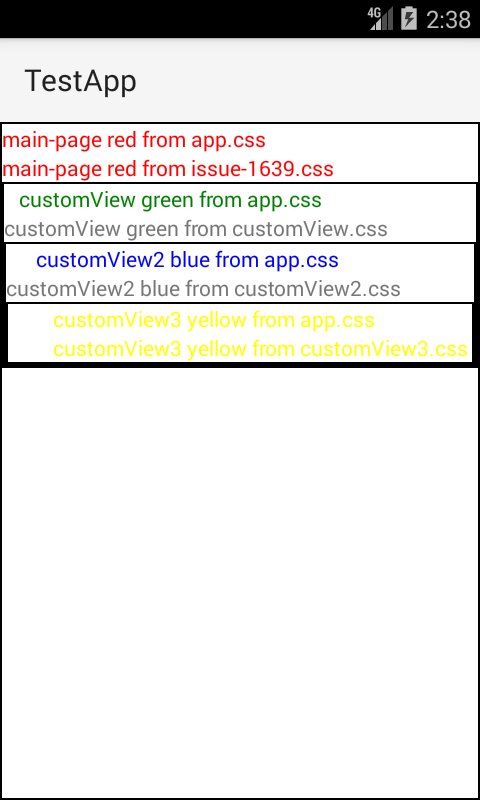 4G 2:38
TestApp
main-page red from app.css
main-page red from issue-1639.css
customView green from app.css
customView green from customView.css
customView2 blue from app.css
customView2 blue from customView2.css
customView3 yellow from app.css
customView3 yellow from customView3.css